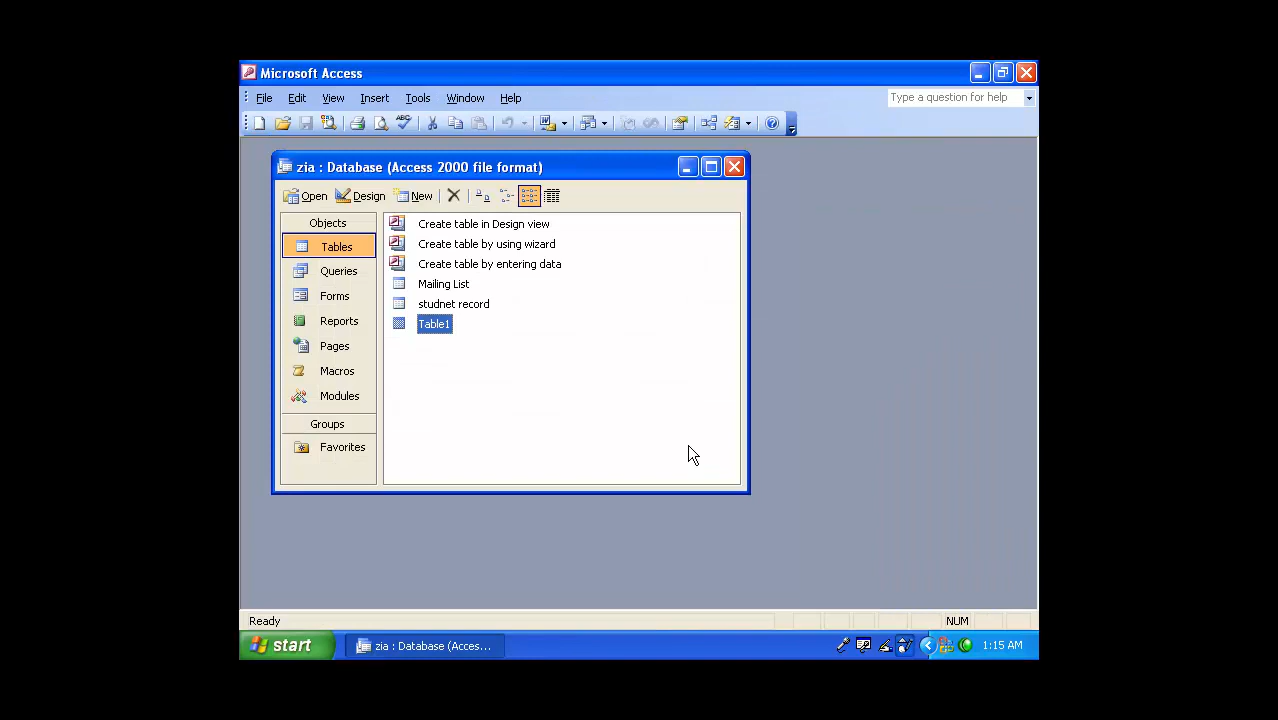 Microsoft Access
File Edit View Insert Tools Window Help
Type a question for help
ABC
zia : Database (Access 2000 file format)
Open Design New
Objects
Tables
Queries
Forms
Reports
Pages
Macros
Modules
Groups
Favorites
Create table in Design view
Create table by using wizard
Create table by entering data
Mailing List
studnet record
Table1
Ready
NUM
start
zia : Database (Acces...
1:15 AM